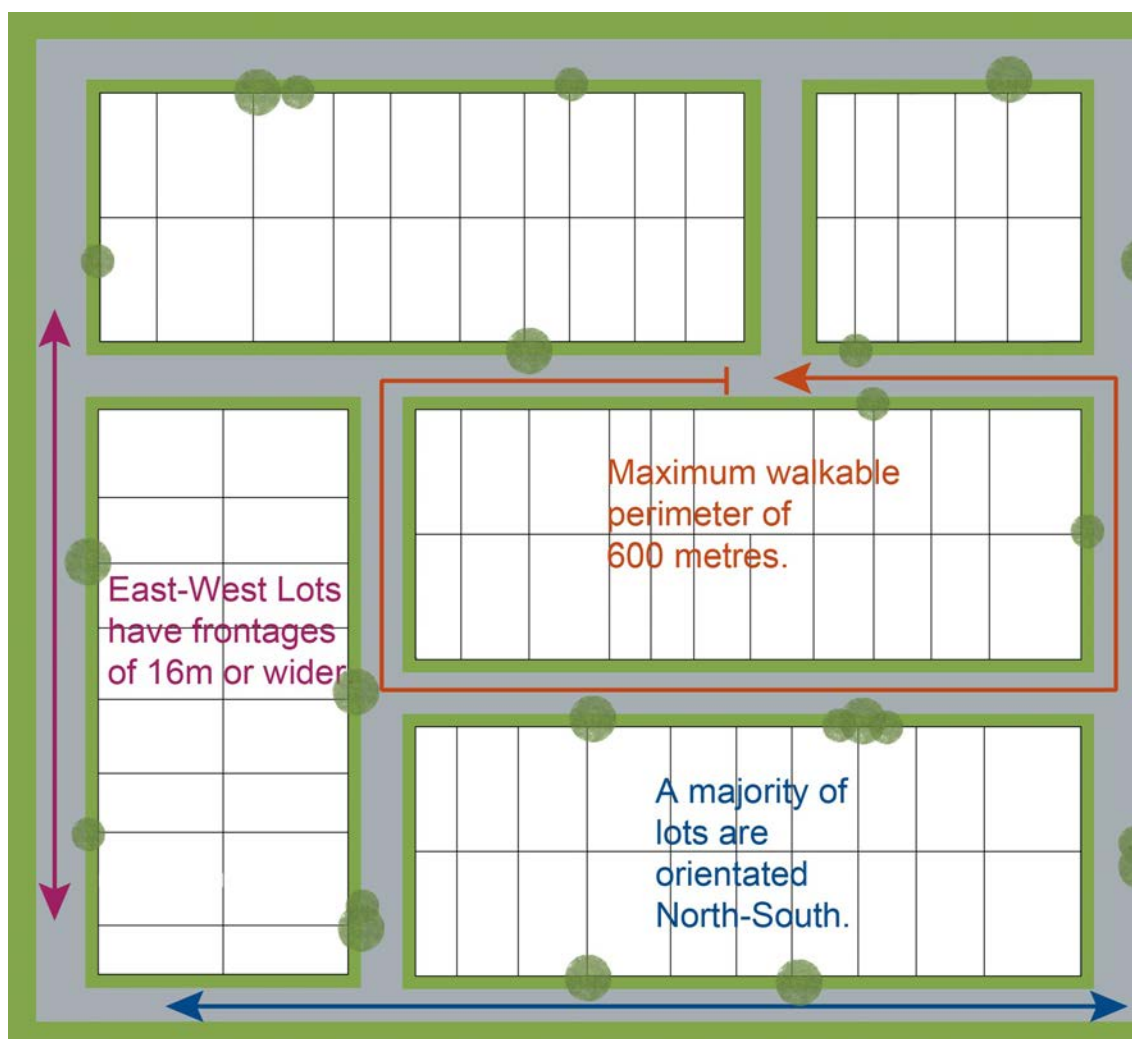 Maximum walkable
perimeter of
600 metres.
East-West Lots
have frontages
of 16m or wider
A majority of
lots are
orientated
North-South.